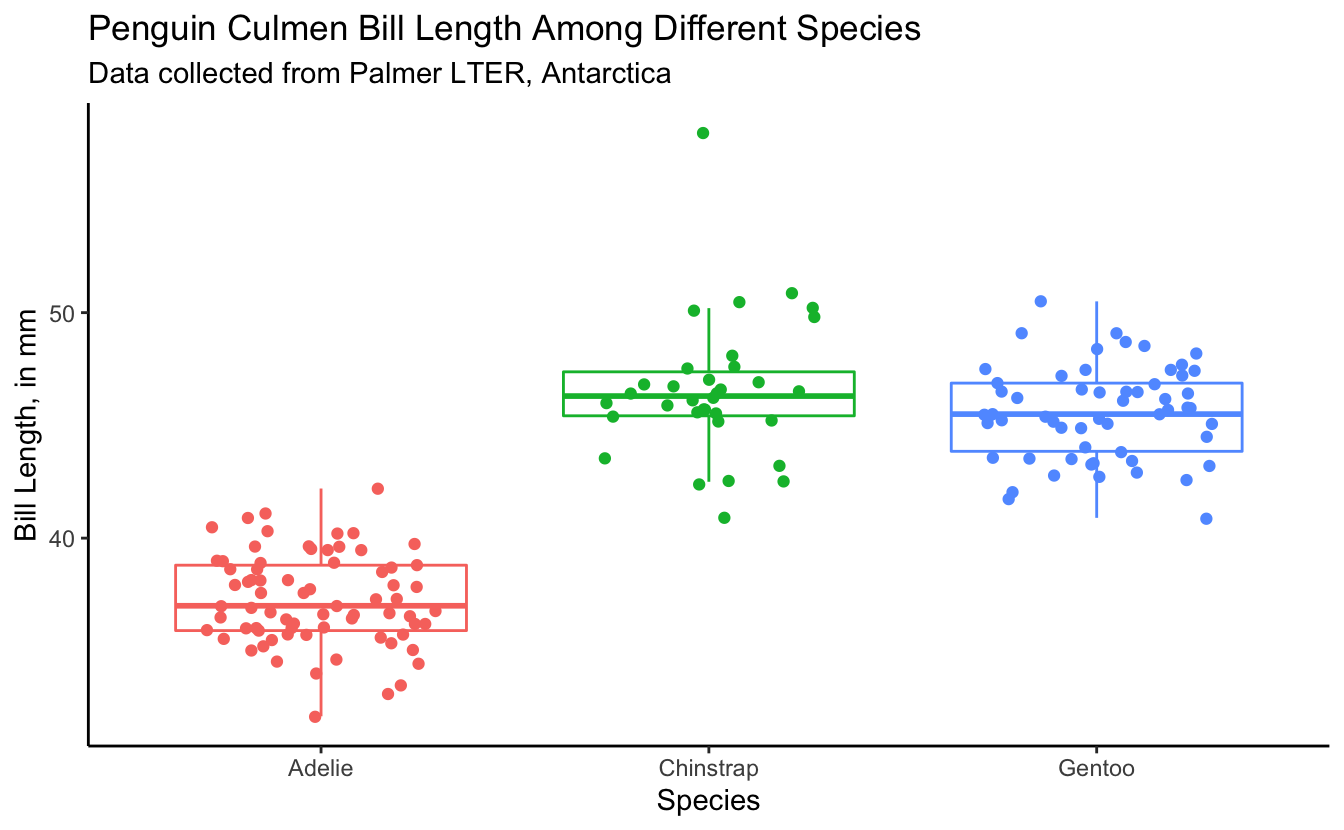 Penguin Culmen Bill Length Among Different Species
Data collected from Palmer LTER, Antarctica
Bill Length, in mm
50
40
Adelie
Chinstrap
Gentoo
Species